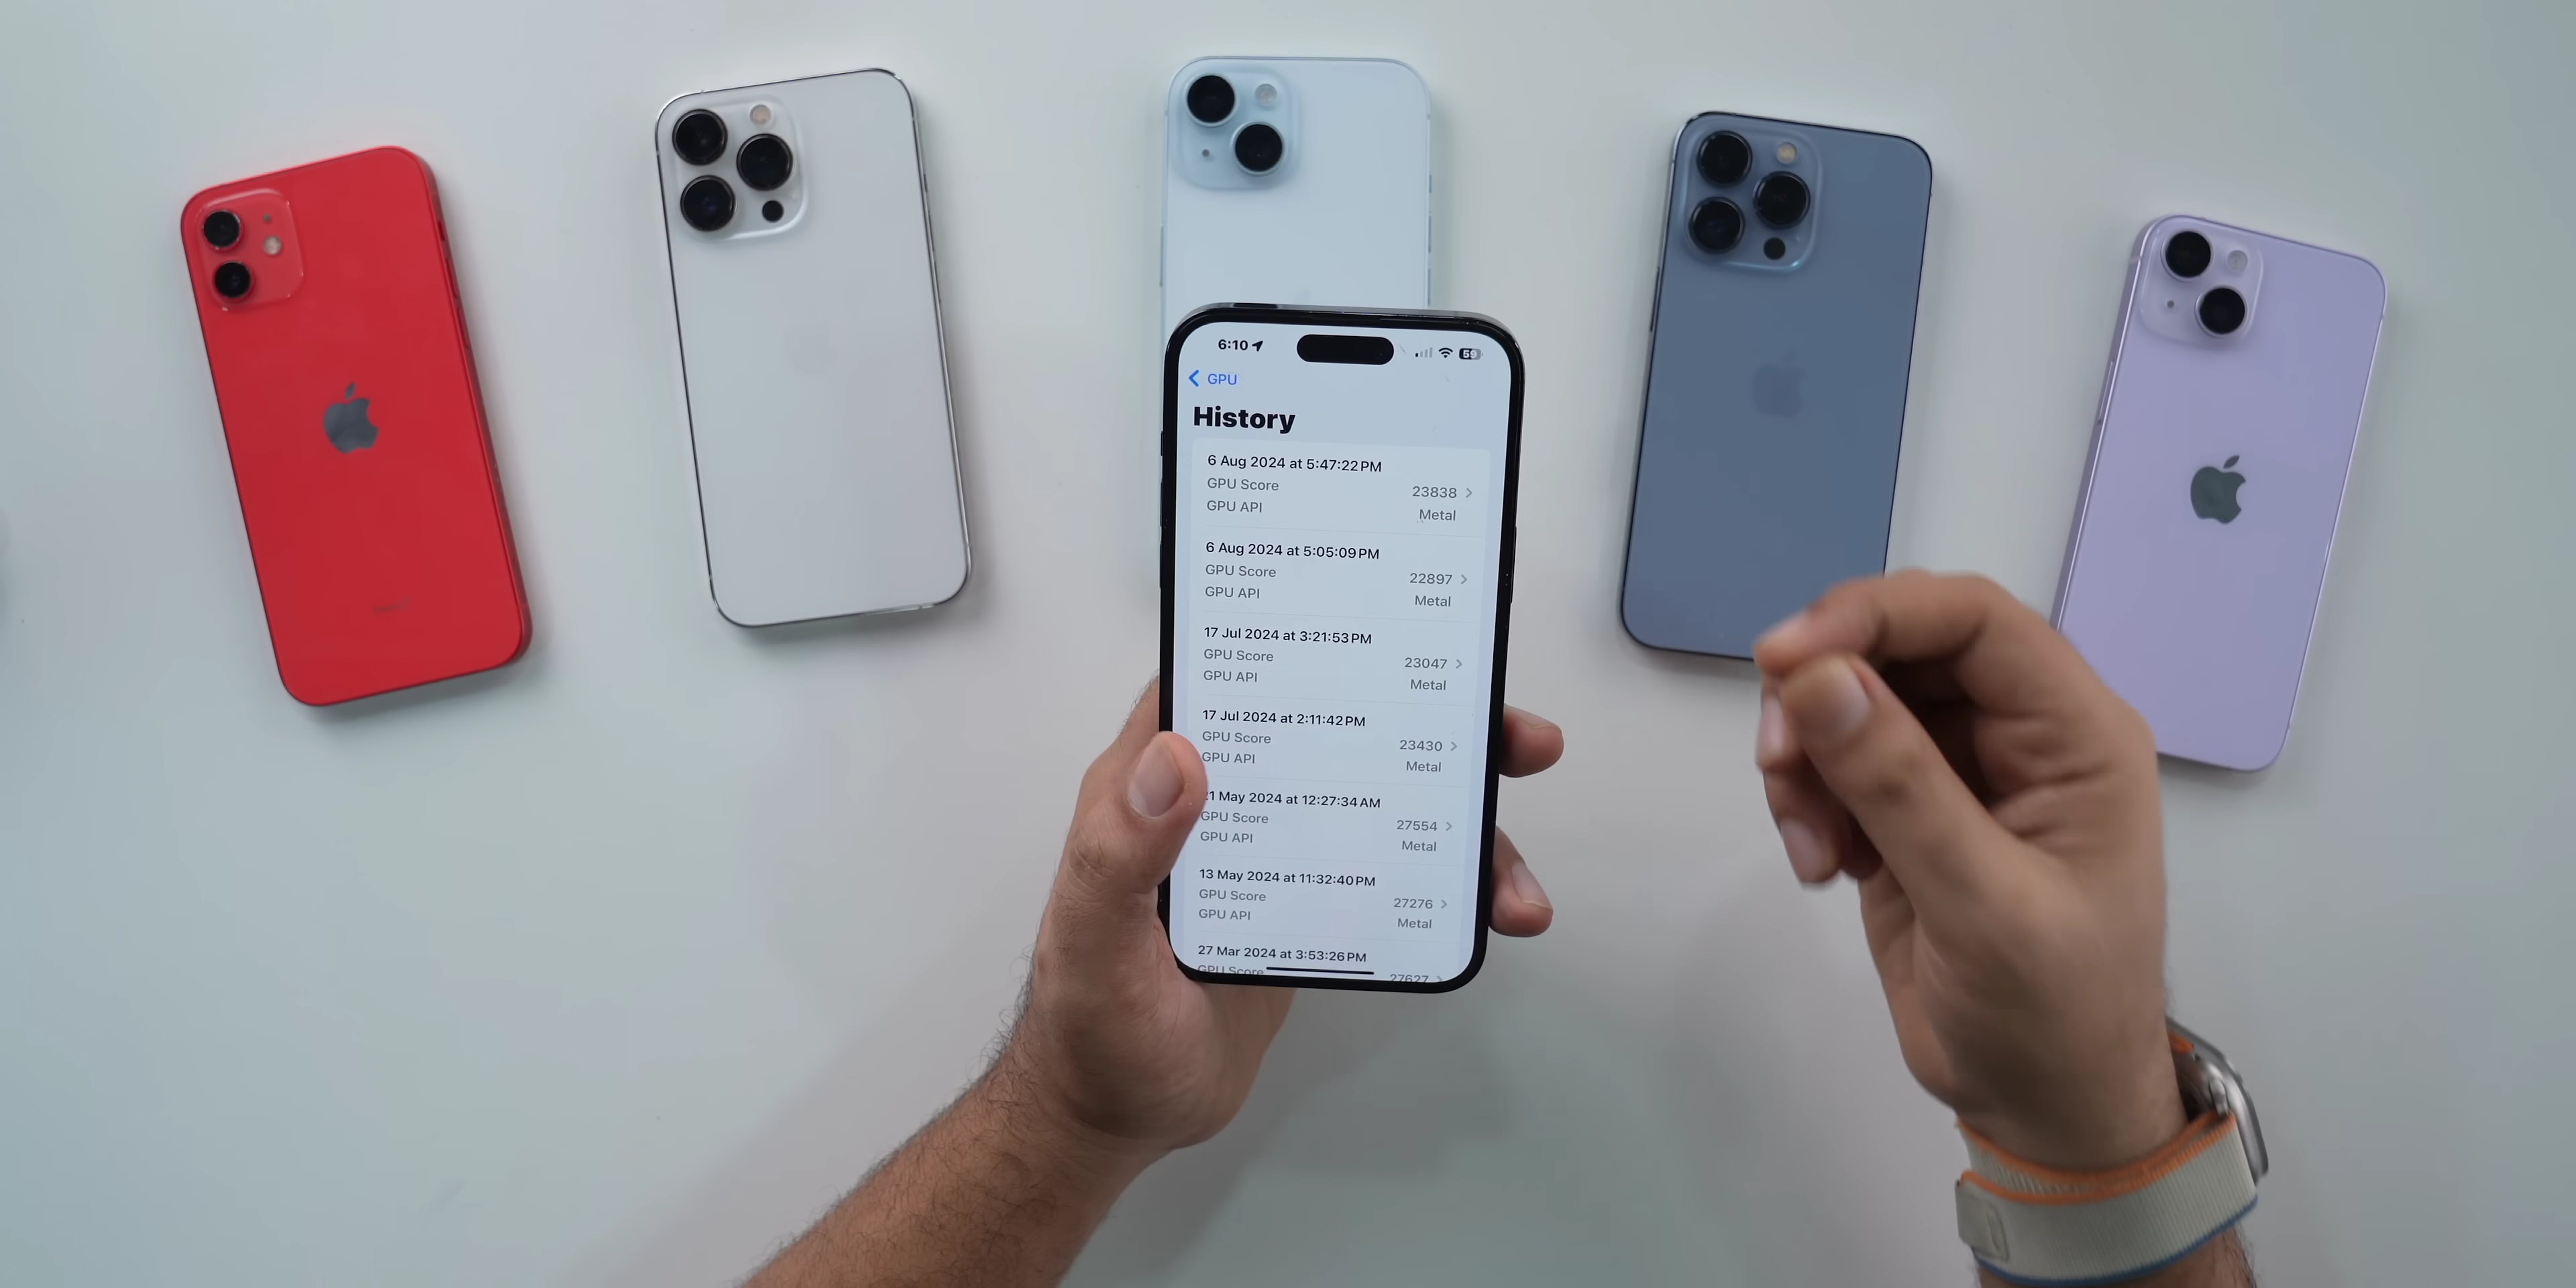 6:10
59
GPU
History
6 Aug 2024 at 5:47:22 PM
GPU Score 23838
GPU API Metal
6 Aug 2024 at 5:05:09 PM
GPU Score 22897
GPU API Metal
17 Jul 2024 at 3:21:53 PM
GPU Score 23047
GPU API Metal
17 Jul 2024 at 2:11:42 PM
GPU Score 23430
GPU API Metal
21 May 2024 at 12:27:34 AM
GPU Score 27554
GPU API Metal
13 May 2024 at 11:32:40 PM
GPU Score 27276
GPU API Metal
27 Mar 2024 at 3:53:26 PM
GPU Score 27627